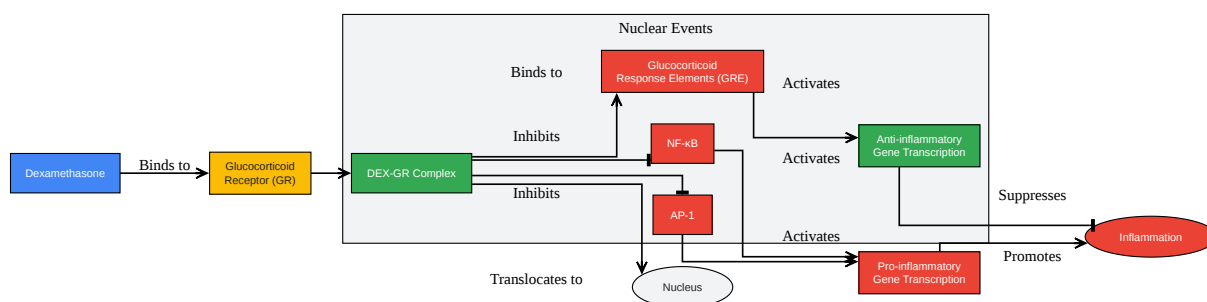 Nuclear Events
Glucocorticoid
Response Elements (GRE)
Binds to
Activates
Inhibits
NF-κB
Anti-inflammatory
Gene Transcription
Activates
Binds to
Dexamethasone
Glucocorticoid
Receptor (GR)
DEX-GR Complex
Inhibits
Suppresses
AP-1
Activates
Inflammation
Promotes
Pro-inflammatory
Gene Transcription
Translocates to
Nucleus